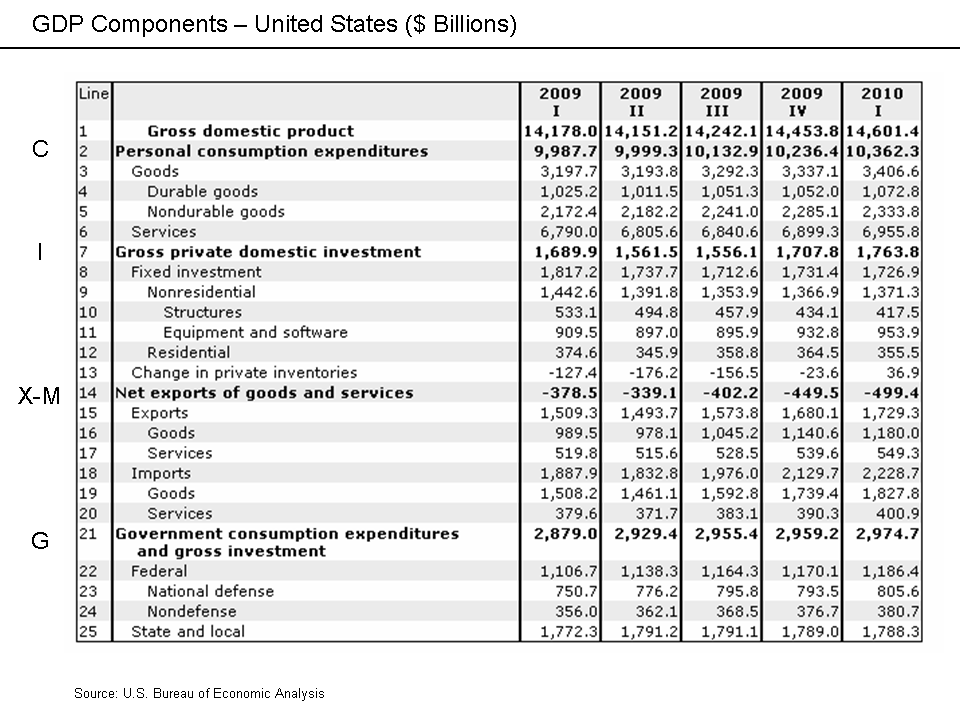 GDP Components – United States ($ Billions)
Line 2009 I 2009 II 2009 III 2009 IV 2010 I
1 Gross domestic product 14,178.0 14,151.2 14,242.1 14,453.8 14,601.4
C
2 Personal consumption expenditures 9,987.7 9,999.3 10,132.9 10,236.4 10,362.3
3 Goods 3,197.7 3,193.8 3,292.3 3,337.1 3,406.6
4 Durable goods 1,025.2 1,011.5 1,051.3 1,052.0 1,072.8
5 Nondurable goods 2,172.4 2,182.2 2,241.0 2,285.1 2,333.8
6 Services 6,790.0 6,805.6 6,840.6 6,899.3 6,955.8
I
7 Gross private domestic investment 1,689.9 1,561.5 1,556.1 1,707.8 1,763.8
8 Fixed investment 1,817.2 1,737.7 1,712.6 1,731.4 1,726.9
9 Nonresidential 1,442.6 1,391.8 1,353.9 1,366.9 1,371.3
10 Structures 533.1 494.8 457.9 434.1 417.5
11 Equipment and software 909.5 897.0 895.9 932.8 953.9
12 Residential 374.6 345.9 358.8 364.5 355.5
13 Change in private inventories -127.4 -176.2 -156.5 -23.6 36.9
X-M
14 Net exports of goods and services -378.5 -339.1 -402.2 -449.5 -499.4
15 Exports 1,509.3 1,493.7 1,573.8 1,680.1 1,729.3
16 Goods 989.5 978.1 1,045.2 1,140.6 1,180.0
17 Services 519.8 515.6 528.5 539.6 549.3
18 Imports 1,887.9 1,832.8 1,976.0 2,129.7 2,228.7
19 Goods 1,508.2 1,461.1 1,592.8 1,739.4 1,827.8
20 Services 379.6 371.7 383.1 390.3 400.9
G
21 Government consumption expenditures 2,879.0 2,929.4 2,955.4 2,959.2 2,974.7
and gross investment
22 Federal 1,106.7 1,138.3 1,164.3 1,170.1 1,186.4
23 National defense 750.7 776.2 795.8 793.5 805.6
24 Nondefense 356.0 362.1 368.5 376.7 380.7
25 State and local 1,772.3 1,791.2 1,791.1 1,789.0 1,788.3
Source: U.S. Bureau of Economic Analysis